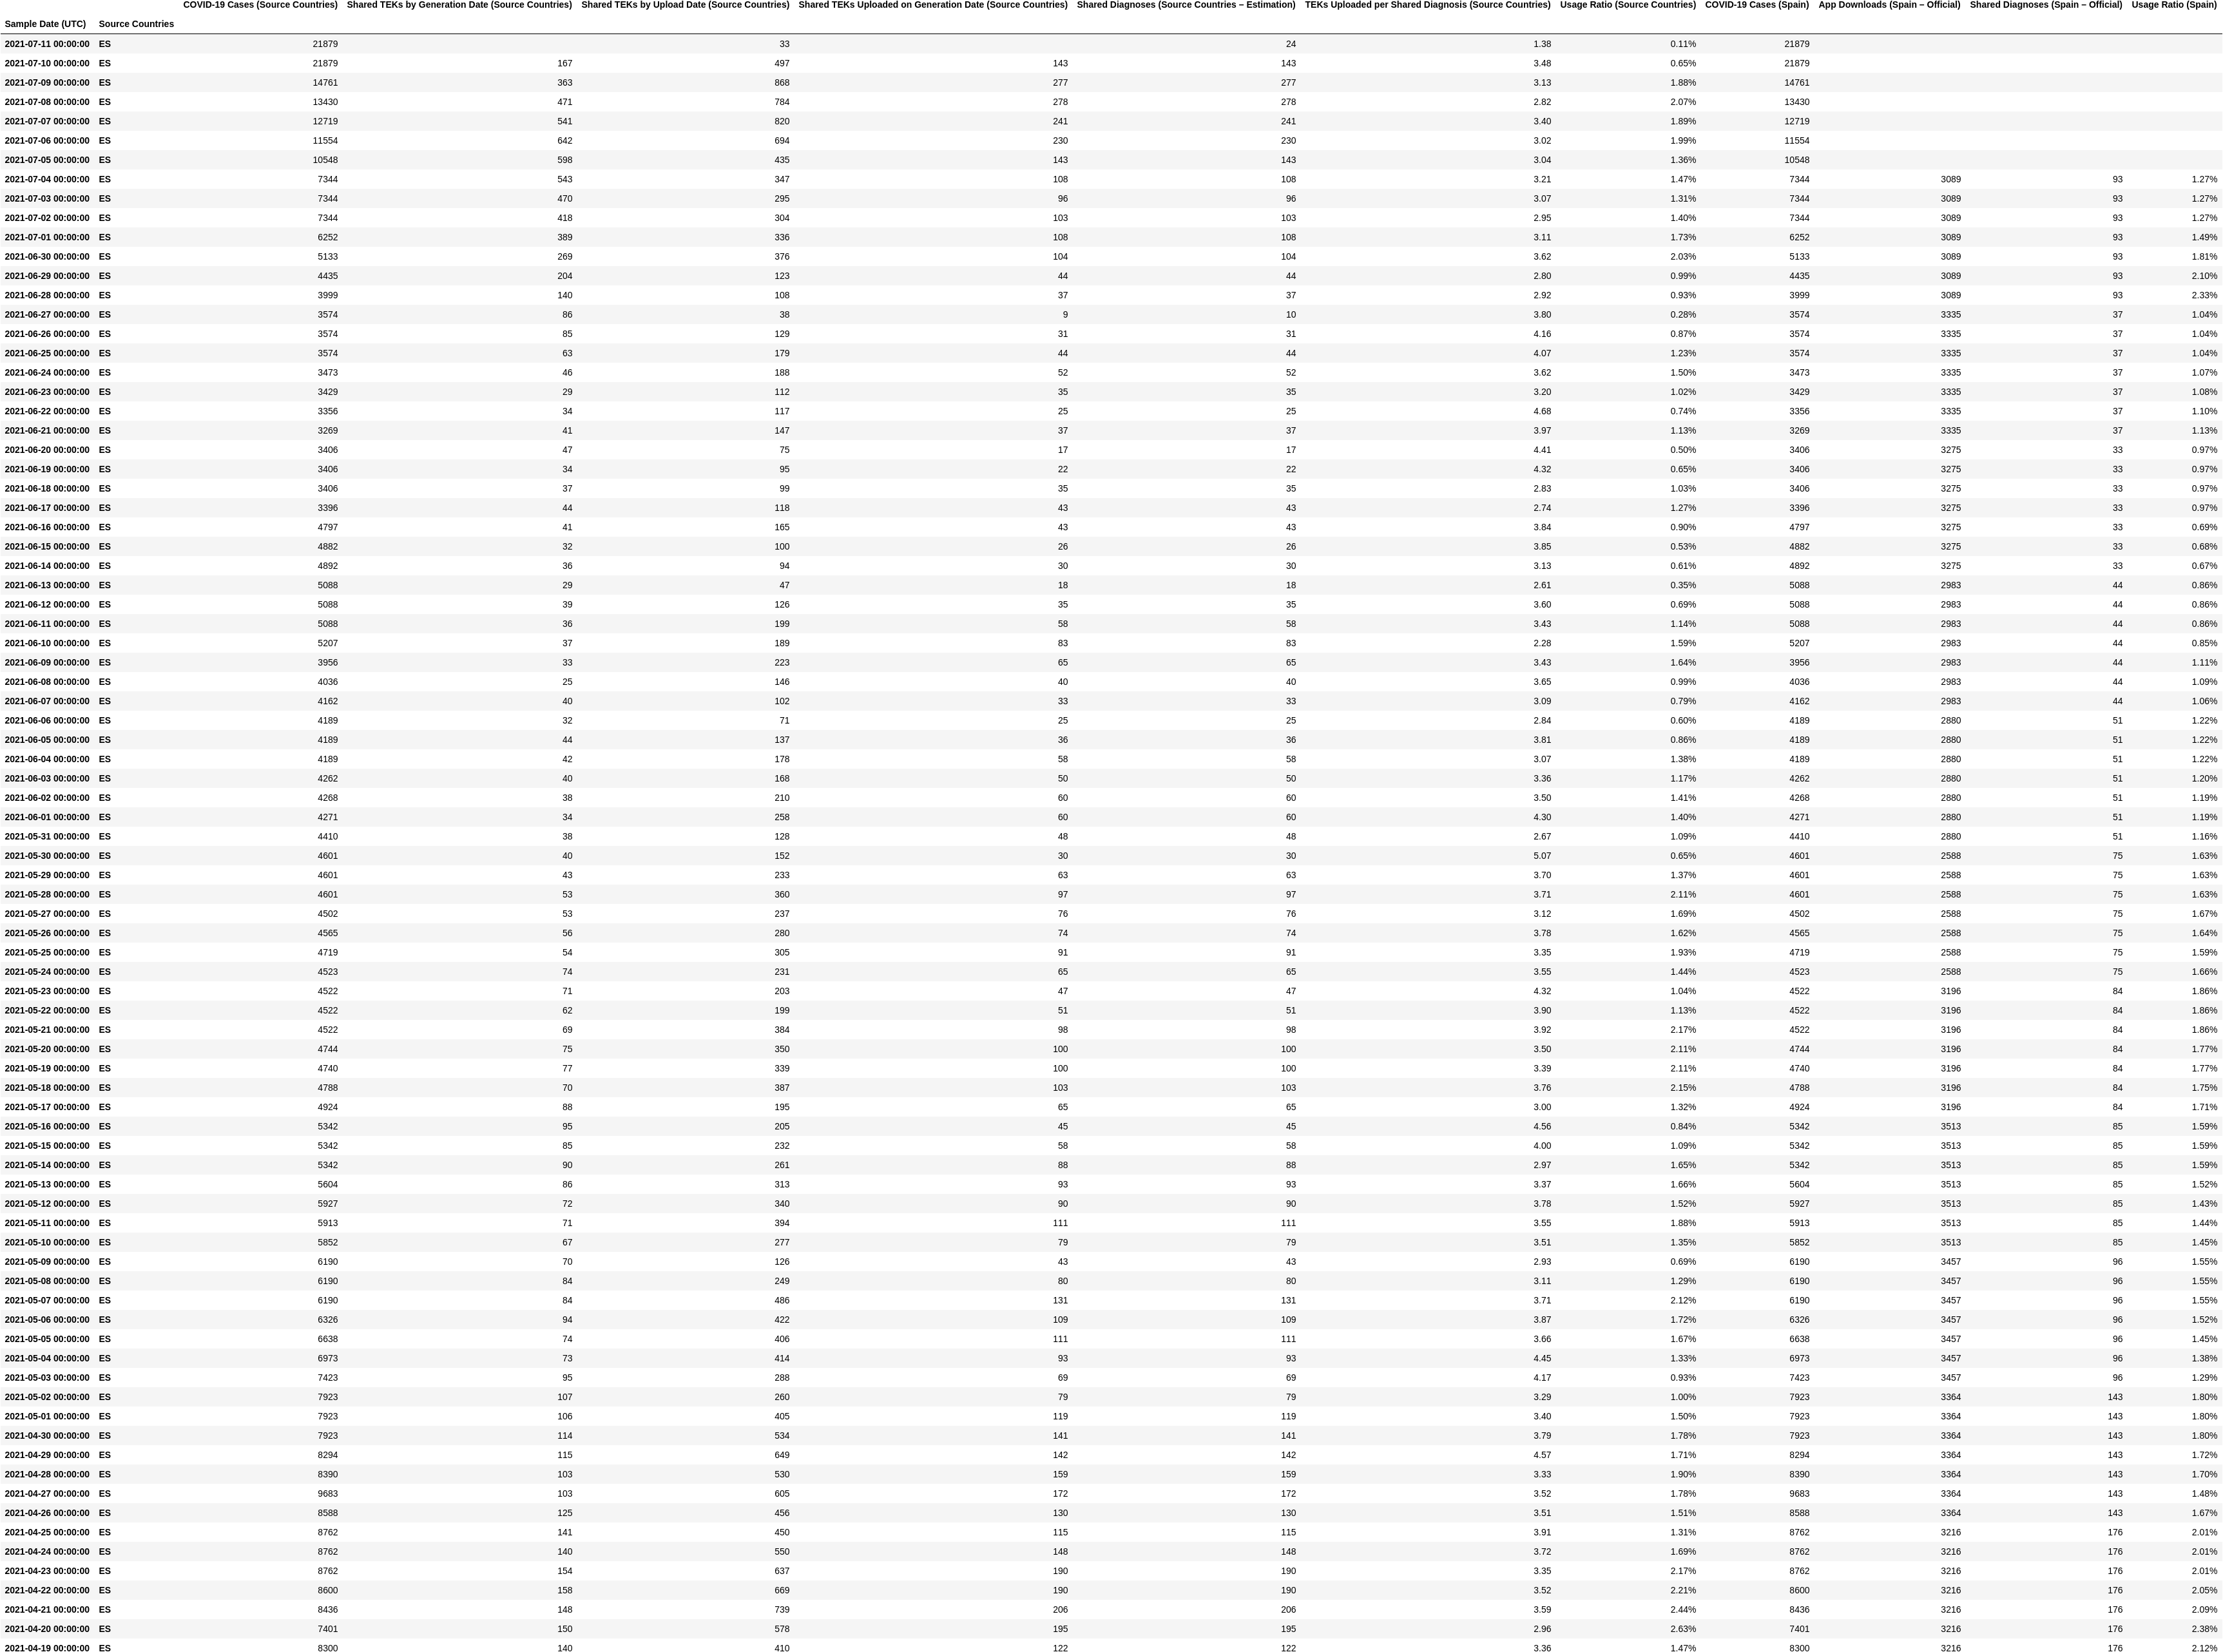 COVID-19 Cases (Source Countries) Shared TEKs by Generation Date (Source Countries) Shared TEKs by Upload Date (Source Countries) Shared TEKs Uploaded on Generation Date (Source Countries) Shared Diagnoses (Source Countries – Estimation) TEKs Uploaded per Shared Diagnosis (Source Countries) Usage Ratio (Source Countries) COVID-19 Cases (Spain) App Downloads (Spain – Official) Shared Diagnoses (Spain – Official) Usage Ratio (Spain)
Sample Date (UTC) Source Countries
2021-07-11 00:00:00 ES 21879 33 24 1.38 0.11% 21879
2021-07-10 00:00:00 ES 21879 167 497 143 143 3.48 0.65% 21879
2021-07-09 00:00:00 ES 14761 363 868 277 277 3.13 1.88% 14761
2021-07-08 00:00:00 ES 13430 471 784 278 278 2.82 2.07% 13430
2021-07-07 00:00:00 ES 12719 541 820 241 241 3.40 1.89% 12719
2021-07-06 00:00:00 ES 11554 642 694 230 230 3.02 1.99% 11554
2021-07-05 00:00:00 ES 10548 598 435 143 143 3.04 1.36% 10548
2021-07-04 00:00:00 ES 7344 543 347 108 108 3.21 1.47% 7344 3089 93 1.27%
2021-07-03 00:00:00 ES 7344 470 295 96 96 3.07 1.31% 7344 3089 93 1.27%
2021-07-02 00:00:00 ES 7344 418 304 103 103 2.95 1.40% 7344 3089 93 1.27%
2021-07-01 00:00:00 ES 6252 389 336 108 108 3.11 1.73% 6252 3089 93 1.49%
2021-06-30 00:00:00 ES 5133 269 376 104 104 3.62 2.03% 5133 3089 93 1.81%
2021-06-29 00:00:00 ES 4435 204 123 44 44 2.80 0.99% 4435 3089 93 2.10%
2021-06-28 00:00:00 ES 3999 140 108 37 37 2.92 0.93% 3999 3089 93 2.33%
2021-06-27 00:00:00 ES 3574 86 38 9 10 3.80 0.28% 3574 3335 37 1.04%
2021-06-26 00:00:00 ES 3574 85 129 31 31 4.16 0.87% 3574 3335 37 1.04%
2021-06-25 00:00:00 ES 3574 63 179 44 44 4.07 1.23% 3574 3335 37 1.04%
2021-06-24 00:00:00 ES 3473 46 188 52 52 3.62 1.50% 3473 3335 37 1.07%
2021-06-23 00:00:00 ES 3429 29 112 35 35 3.20 1.02% 3429 3335 37 1.08%
2021-06-22 00:00:00 ES 3356 34 117 25 25 4.68 0.74% 3356 3335 37 1.10%
2021-06-21 00:00:00 ES 3269 41 147 37 37 3.97 1.13% 3269 3335 37 1.13%
2021-06-20 00:00:00 ES 3406 47 75 17 17 4.41 0.50% 3406 3275 33 0.97%
2021-06-19 00:00:00 ES 3406 34 95 22 22 4.32 0.65% 3406 3275 33 0.97%
2021-06-18 00:00:00 ES 3406 37 99 35 35 2.83 1.03% 3406 3275 33 0.97%
2021-06-17 00:00:00 ES 3396 44 118 43 43 2.74 1.27% 3396 3275 33 0.97%
2021-06-16 00:00:00 ES 4797 41 165 43 43 3.84 0.90% 4797 3275 33 0.69%
2021-06-15 00:00:00 ES 4882 32 100 26 26 3.85 0.53% 4882 3275 33 0.68%
2021-06-14 00:00:00 ES 4892 36 94 30 30 3.13 0.61% 4892 3275 33 0.67%
2021-06-13 00:00:00 ES 5088 29 47 18 18 2.61 0.35% 5088 2983 44 0.86%
2021-06-12 00:00:00 ES 5088 39 126 35 35 3.60 0.69% 5088 2983 44 0.86%
2021-06-11 00:00:00 ES 5088 36 199 58 58 3.43 1.14% 5088 2983 44 0.86%
2021-06-10 00:00:00 ES 5207 37 189 83 83 2.28 1.59% 5207 2983 44 0.85%
2021-06-09 00:00:00 ES 3956 33 223 65 65 3.43 1.64% 3956 2983 44 1.11%
2021-06-08 00:00:00 ES 4036 25 146 40 40 3.65 0.99% 4036 2983 44 1.09%
2021-06-07 00:00:00 ES 4162 40 102 33 33 3.09 0.79% 4162 2983 44 1.06%
2021-06-06 00:00:00 ES 4189 32 71 25 25 2.84 0.60% 4189 2880 51 1.22%
2021-06-05 00:00:00 ES 4189 44 137 36 36 3.81 0.86% 4189 2880 51 1.22%
2021-06-04 00:00:00 ES 4189 42 178 58 58 3.07 1.38% 4189 2880 51 1.22%
2021-06-03 00:00:00 ES 4262 40 168 50 50 3.36 1.17% 4262 2880 51 1.20%
2021-06-02 00:00:00 ES 4268 38 210 60 60 3.50 1.41% 4268 2880 51 1.19%
2021-06-01 00:00:00 ES 4271 34 258 60 60 4.30 1.40% 4271 2880 51 1.19%
2021-05-31 00:00:00 ES 4410 38 128 48 48 2.67 1.09% 4410 2880 51 1.16%
2021-05-30 00:00:00 ES 4601 40 152 30 30 5.07 0.65% 4601 2588 75 1.63%
2021-05-29 00:00:00 ES 4601 43 233 63 63 3.70 1.37% 4601 2588 75 1.63%
2021-05-28 00:00:00 ES 4601 53 360 97 97 3.71 2.11% 4601 2588 75 1.63%
2021-05-27 00:00:00 ES 4502 53 237 76 76 3.12 1.69% 4502 2588 75 1.67%
2021-05-26 00:00:00 ES 4565 56 280 74 74 3.78 1.62% 4565 2588 75 1.64%
2021-05-25 00:00:00 ES 4719 54 305 91 91 3.35 1.93% 4719 2588 75 1.59%
2021-05-24 00:00:00 ES 4523 74 231 65 65 3.55 1.44% 4523 2588 75 1.66%
2021-05-23 00:00:00 ES 4522 71 203 47 47 4.32 1.04% 4522 3196 84 1.86%
2021-05-22 00:00:00 ES 4522 62 199 51 51 3.90 1.13% 4522 3196 84 1.86%
2021-05-21 00:00:00 ES 4522 69 384 98 98 3.92 2.17% 4522 3196 84 1.86%
2021-05-20 00:00:00 ES 4744 75 350 100 100 3.50 2.11% 4744 3196 84 1.77%
2021-05-19 00:00:00 ES 4740 77 339 100 100 3.39 2.11% 4740 3196 84 1.77%
2021-05-18 00:00:00 ES 4788 70 387 103 103 3.76 2.15% 4788 3196 84 1.75%
2021-05-17 00:00:00 ES 4924 88 195 65 65 3.00 1.32% 4924 3196 84 1.71%
2021-05-16 00:00:00 ES 5342 95 205 45 45 4.56 0.84% 5342 3513 85 1.59%
2021-05-15 00:00:00 ES 5342 85 232 58 58 4.00 1.09% 5342 3513 85 1.59%
2021-05-14 00:00:00 ES 5342 90 261 88 88 2.97 1.65% 5342 3513 85 1.59%
2021-05-13 00:00:00 ES 5604 86 313 93 93 3.37 1.66% 5604 3513 85 1.52%
2021-05-12 00:00:00 ES 5927 72 340 90 90 3.78 1.52% 5927 3513 85 1.43%
2021-05-11 00:00:00 ES 5913 71 394 111 111 3.55 1.88% 5913 3513 85 1.44%
2021-05-10 00:00:00 ES 5852 67 277 79 79 3.51 1.35% 5852 3513 85 1.45%
2021-05-09 00:00:00 ES 6190 70 126 43 43 2.93 0.69% 6190 3457 96 1.55%
2021-05-08 00:00:00 ES 6190 84 249 80 80 3.11 1.29% 6190 3457 96 1.55%
2021-05-07 00:00:00 ES 6190 84 486 131 131 3.71 2.12% 6190 3457 96 1.55%
2021-05-06 00:00:00 ES 6326 94 422 109 109 3.87 1.72% 6326 3457 96 1.52%
2021-05-05 00:00:00 ES 6638 74 406 111 111 3.66 1.67% 6638 3457 96 1.45%
2021-05-04 00:00:00 ES 6973 73 414 93 93 4.45 1.33% 6973 3457 96 1.38%
2021-05-03 00:00:00 ES 7423 95 288 69 69 4.17 0.93% 7423 3457 96 1.29%
2021-05-02 00:00:00 ES 7923 107 260 79 79 3.29 1.00% 7923 3364 143 1.80%
2021-05-01 00:00:00 ES 7923 106 405 119 119 3.40 1.50% 7923 3364 143 1.80%
2021-04-30 00:00:00 ES 7923 114 534 141 141 3.79 1.78% 7923 3364 143 1.80%
2021-04-29 00:00:00 ES 8294 115 649 142 142 4.57 1.71% 8294 3364 143 1.72%
2021-04-28 00:00:00 ES 8390 103 530 159 159 3.33 1.90% 8390 3364 143 1.70%
2021-04-27 00:00:00 ES 9683 103 605 172 172 3.52 1.78% 9683 3364 143 1.48%
2021-04-26 00:00:00 ES 8588 125 456 130 130 3.51 1.51% 8588 3364 143 1.67%
2021-04-25 00:00:00 ES 8762 141 450 115 115 3.91 1.31% 8762 3216 176 2.01%
2021-04-24 00:00:00 ES 8762 140 550 148 148 3.72 1.69% 8762 3216 176 2.01%
2021-04-23 00:00:00 ES 8762 154 637 190 190 3.35 2.17% 8762 3216 176 2.01%
2021-04-22 00:00:00 ES 8600 158 669 190 190 3.52 2.21% 8600 3216 176 2.05%
2021-04-21 00:00:00 ES 8436 148 739 206 206 3.59 2.44% 8436 3216 176 2.09%
2021-04-20 00:00:00 ES 7401 150 578 195 195 2.96 2.63% 7401 3216 176 2.38%
2021-04-19 00:00:00 ES 8300 140 410 122 122 3.36 1.47% 8300 3216 176 2.12%